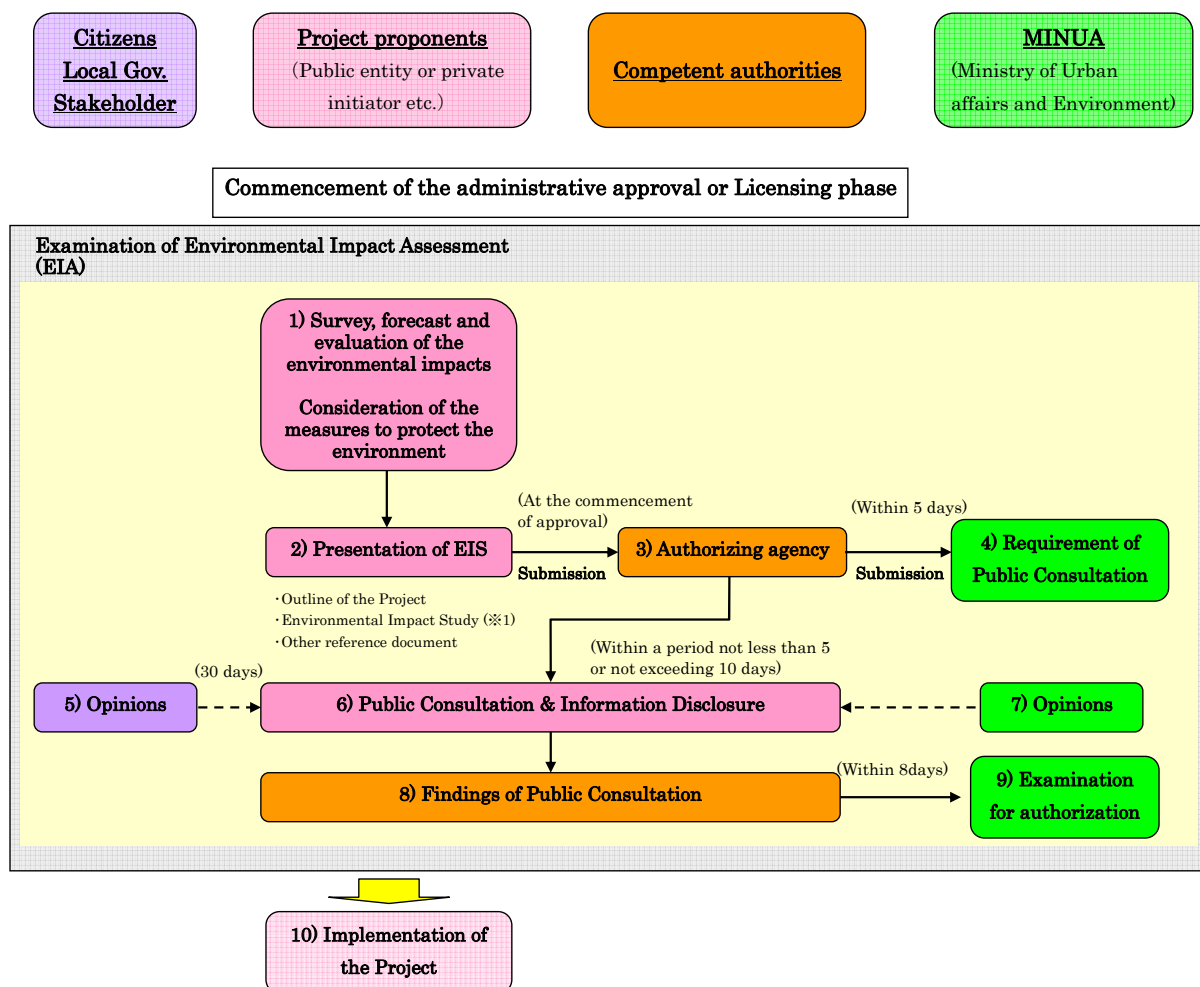 Citizens
Local Gov.
Stakeholder
Project proponents
(Public entity or private
initiator etc.)
Competent authorities
MINUA
(Ministry of Urban
affairs and Environment)
Commencement of the administrative approval or Licensing phase
Examination of Environmental Impact Assessment
(EIA)
1) Survey, forecast and
evaluation of the
environmental impacts
Consideration of the
measures to protect the
environment
(At the commencement
of approval)
(Within 5 days)
2) Presentation of EIS
Submission
3) Authorizing agency
Submission
4) Requirement of
Public Consultation
・Outline of the Project
・Environmental Impact Study (※1)
・Other reference document
(Within a period not less than 5
or not exceeding 10 days)
(30 days)
5) Opinions
6) Public Consultation & Information Disclosure
7) Opinions
8) Findings of Public Consultation
(Within 8days)
9) Examination
for authorization
10) Implementation of
the Project